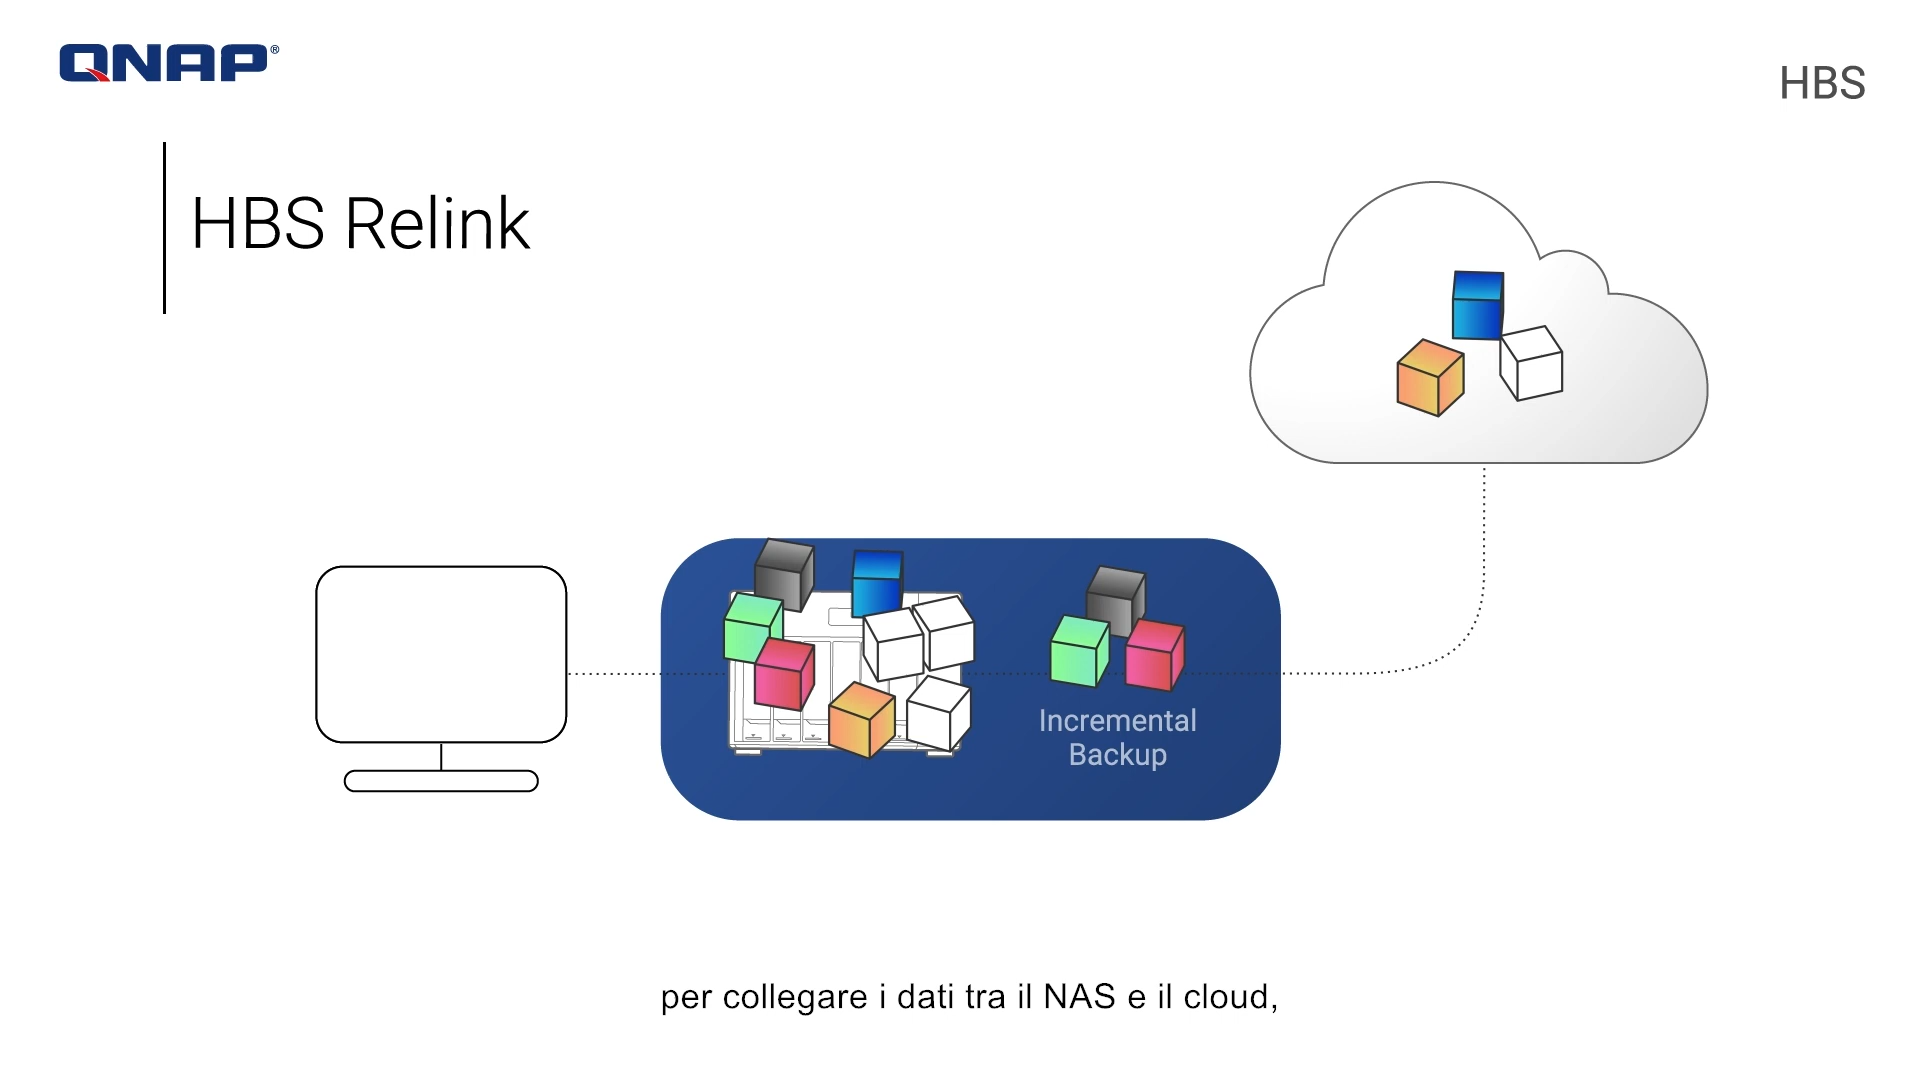 QNAP®
HBS
HBS Relink
Incremental
Backup
per collegare i dati tra il NAS e il cloud,